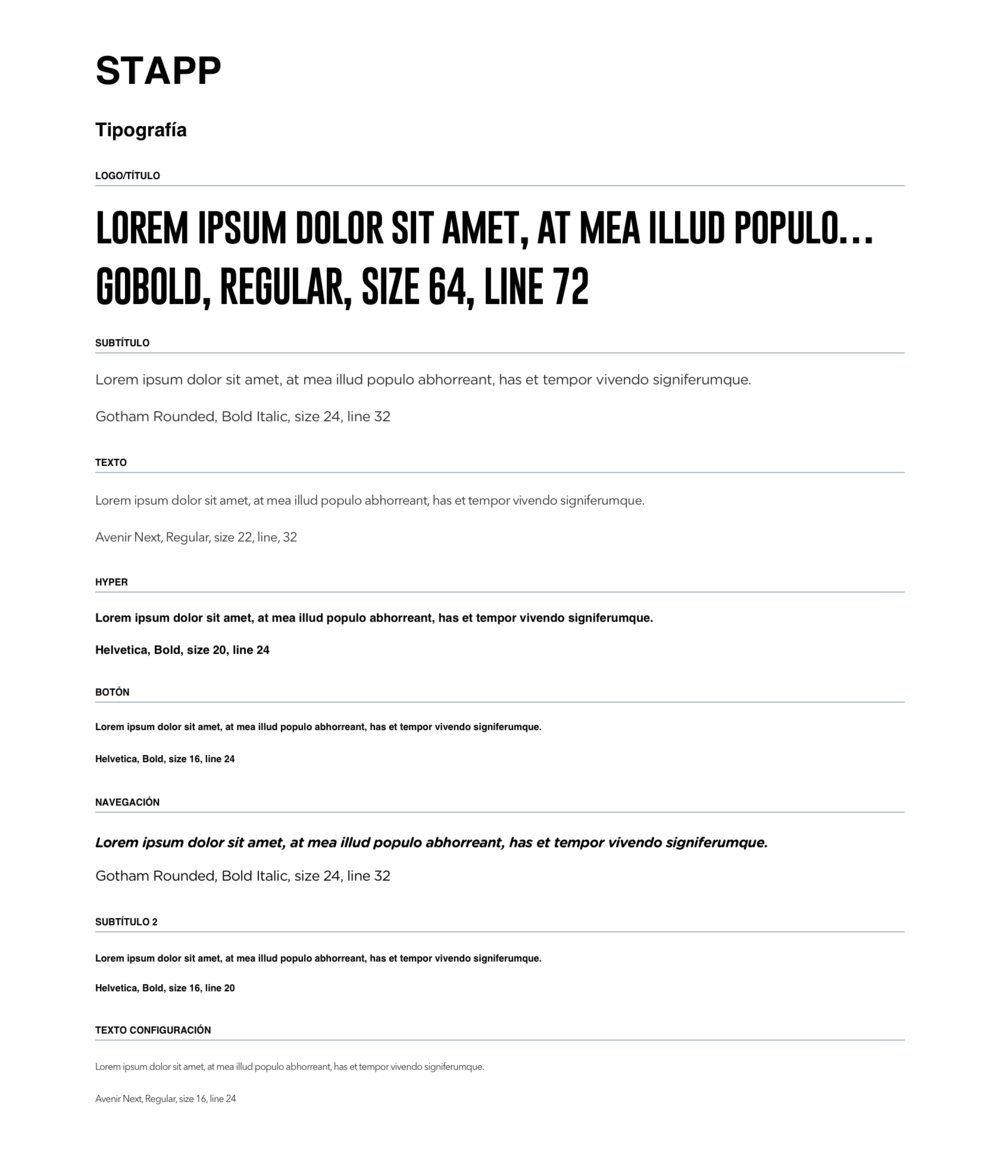 STAPP
Tipografía
LOGO/TÍTULO
LOREM IPSUM DOLOR SIT AMET, AT MEA ILLUD POPULO…
GOBOLD, REGULAR, SIZE 64, LINE 72
SUBTÍTULO
Lorem ipsum dolor sit amet, at mea illud populo abhorreant, has et tempor vivendo signiferumque.
Gotham Rounded, Bold Italic, size 24, line 32
TEXTO
Lorem ipsum dolor sit amet, at mea illud populo abhorreant, has et tempor vivendo signiferumque.
Avenir Next, Regular, size 22, line, 32
HYPER
Lorem ipsum dolor sit amet, at mea illud populo abhorreant, has et tempor vivendo signiferumque.
Helvetica, Bold, size 20, line 24
BOTÓN
Lorem ipsum dolor sit amet, at mea illud populo abhorreant, has et tempor vivendo signiferumque.
Helvetica, Bold, size 16, line 24
NAVEGACIÓN
Lorem ipsum dolor sit amet, at mea illud populo abhorreant, has et tempor vivendo signiferumque.
Gotham Rounded, Bold Italic, size 24, line 32
SUBTÍTULO 2
Lorem ipsum dolor sit amet, at mea illud populo abhorreant, has et tempor vivendo signiferumque.
Helvetica, Bold, size 16, line 20
TEXTO CONFIGURACIÓN
Lorem ipsum dolor sit amet, at mea illud populo abhorreant, has et tempor vivendo signiferumque.
Avenir Next, Regular, size 16, line 24